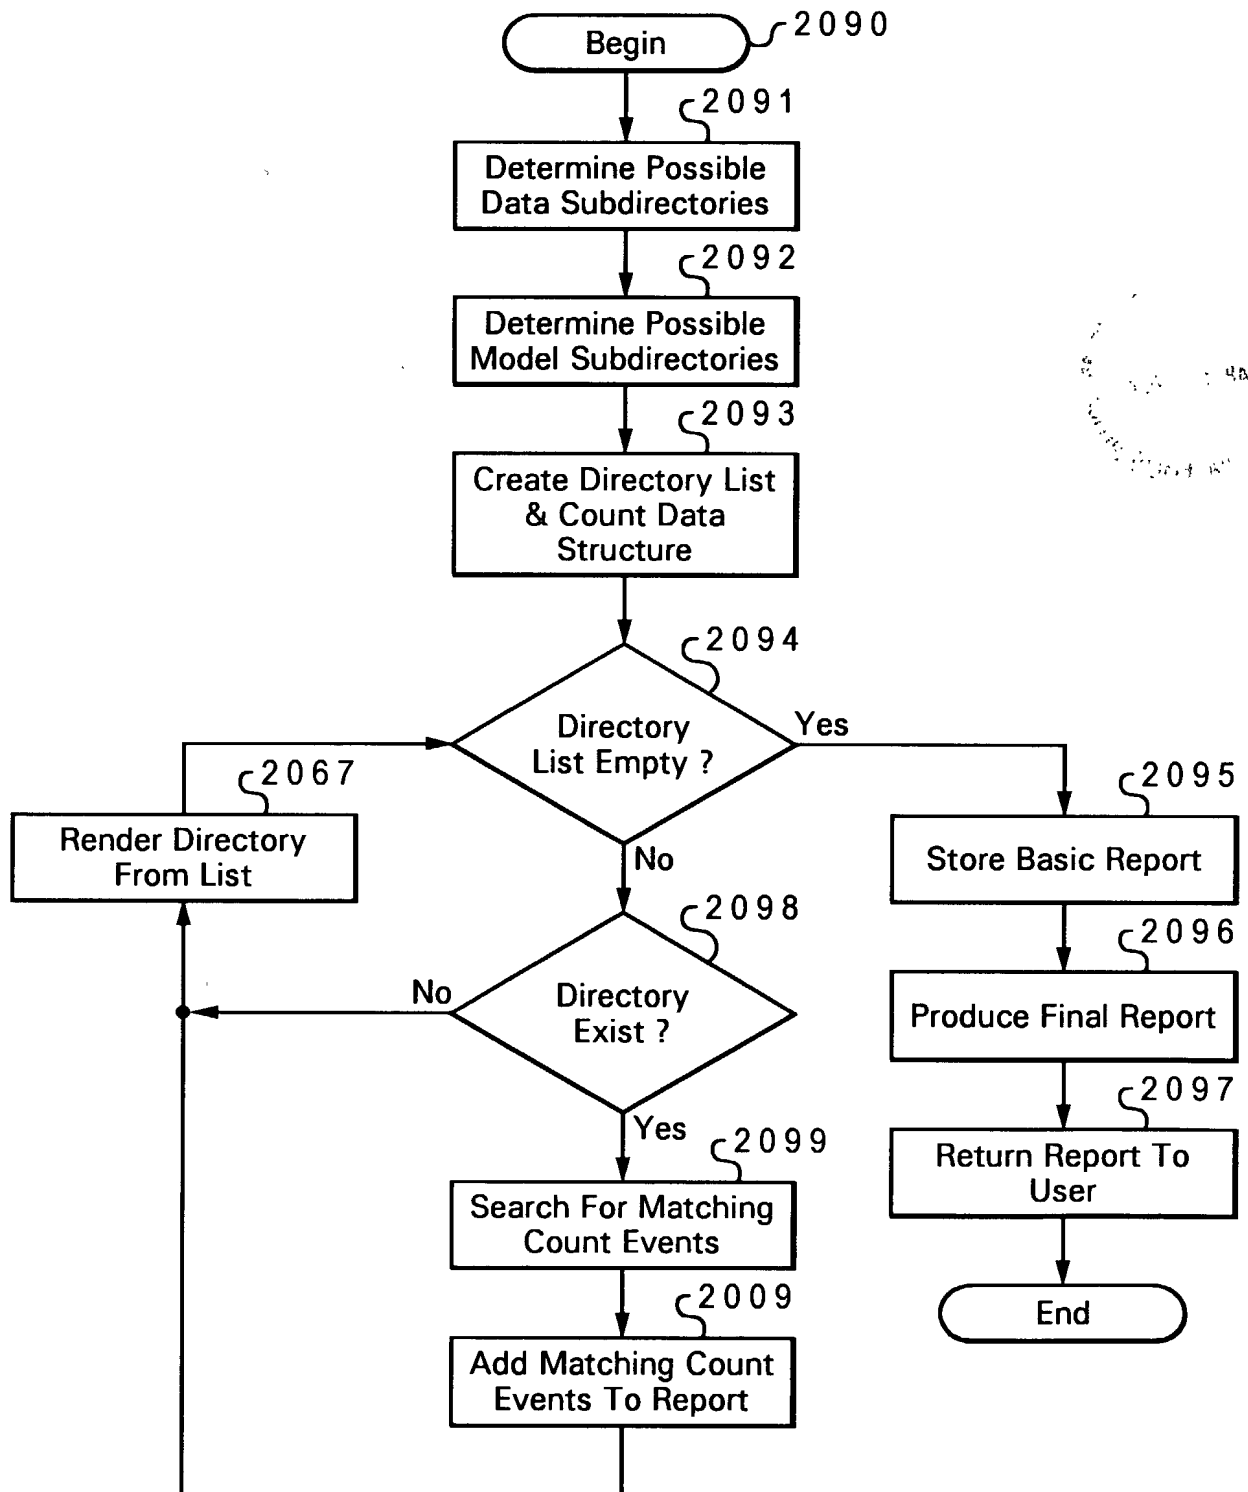 Begin
2090
2091
Determine Possible
Data Subdirectories
2092
Determine Possible
Model Subdirectories
2093
Create Directory List
& Count Data
Structure
2094
Directory
List Empty ?
Yes
No
2067
Render Directory
From List
2095
Store Basic Report
2098
Directory
Exist ?
No
Yes
2096
Produce Final Report
2097
Return Report To
User
2099
Search For Matching
Count Events
End
2009
Add Matching Count
Events To Report